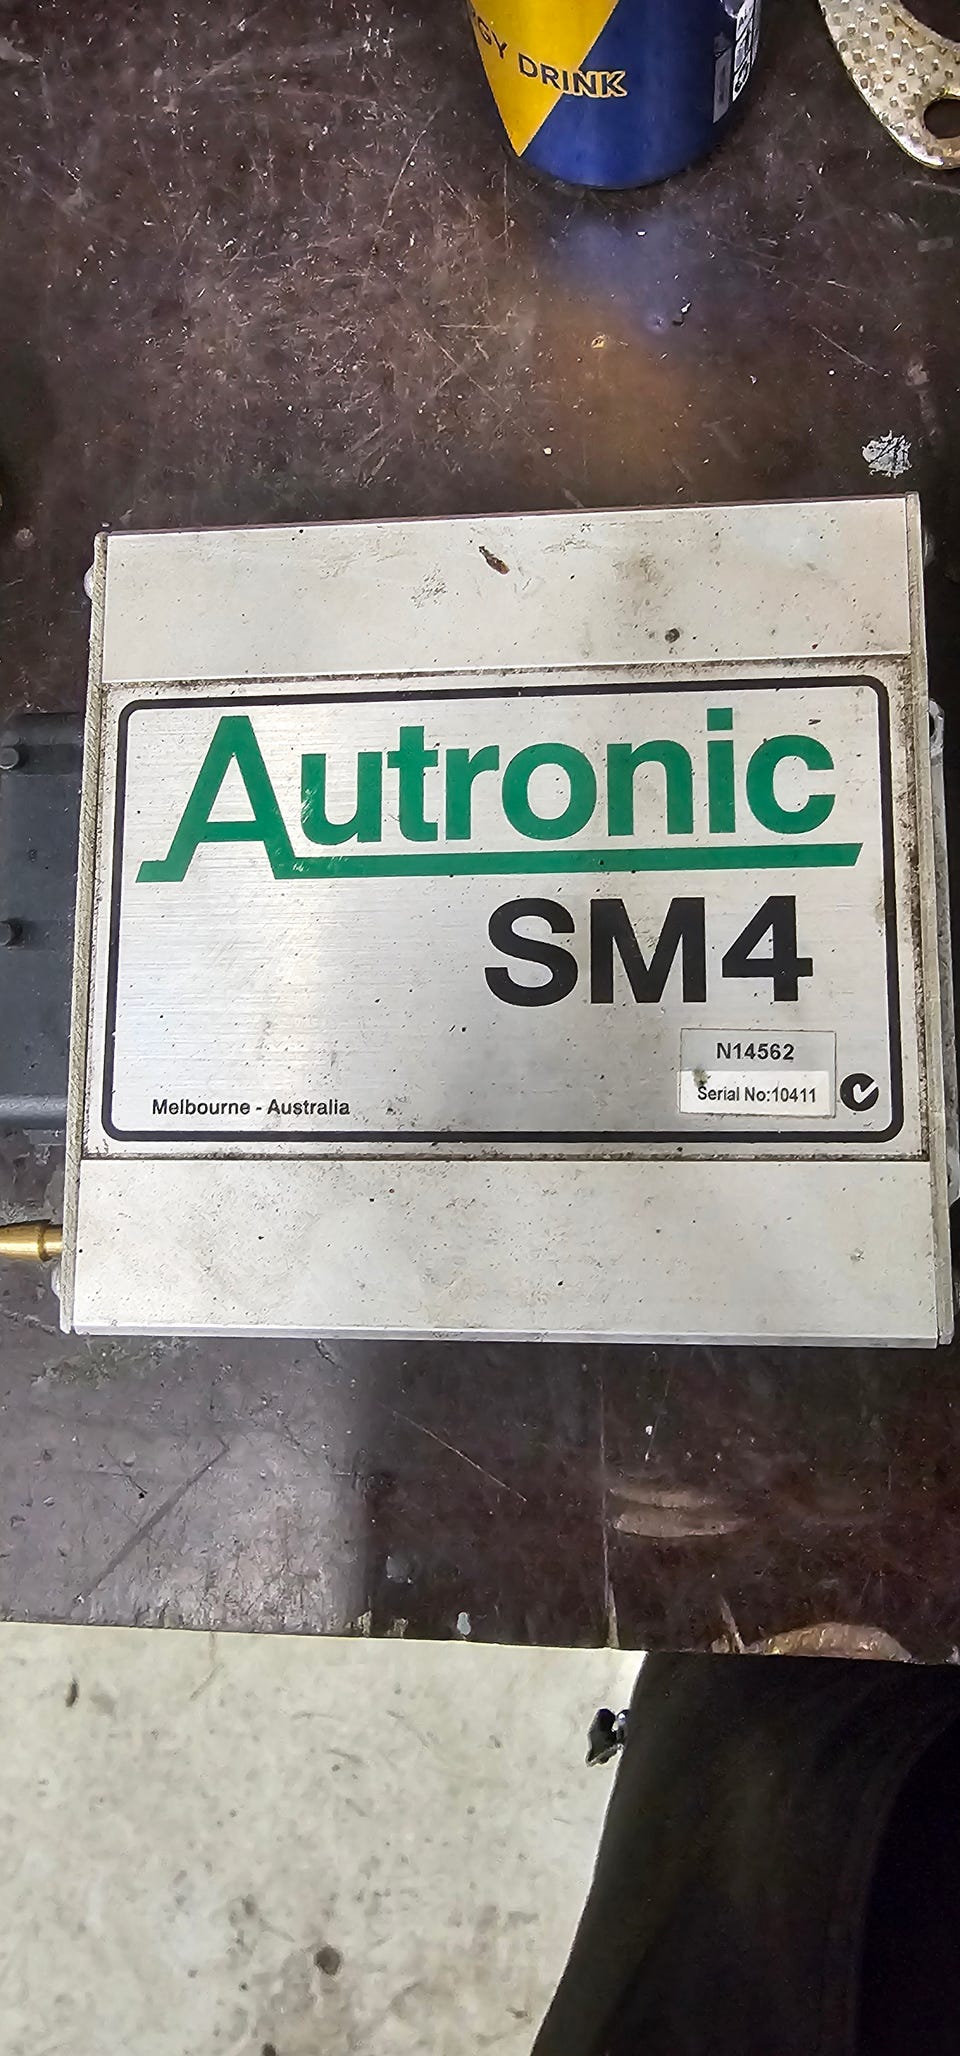 GY DRINK
Autronic
SM4
N14562
Serial No:10411
Melbourne - Australia